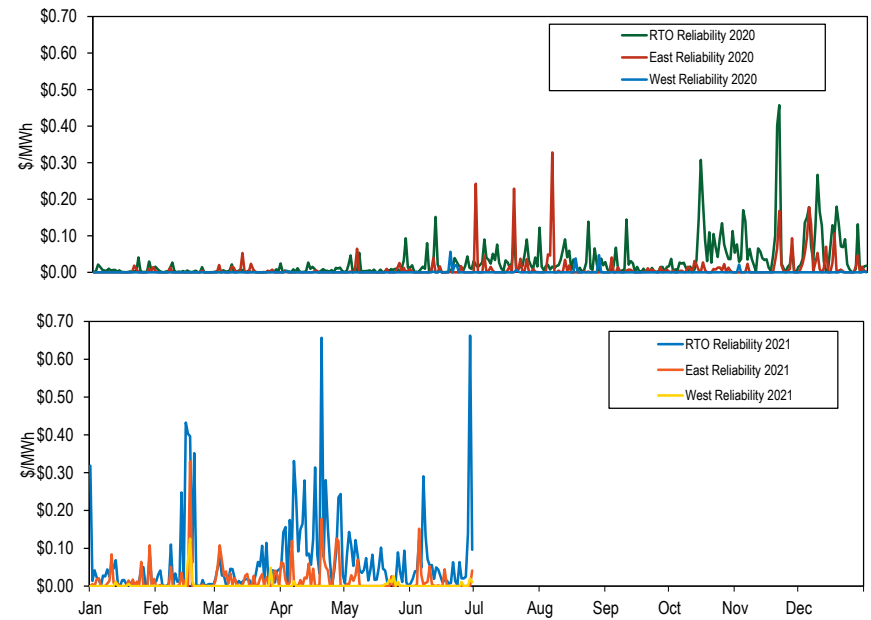 $0.70
$0.60
$0.50
$0.40
$0.30
$0.20
$0.10
$0.00
$/MWh
RTO Reliability 2020
East Reliability 2020
West Reliability 2020
$0.70
$0.60
$0.50
$0.40
$0.30
$0.20
$0.10
$0.00
$/MWh
RTO Reliability 2021
East Reliability 2021
West Reliability 2021
Jan Feb Mar Apr May Jun Jul Aug Sep Oct Nov Dec